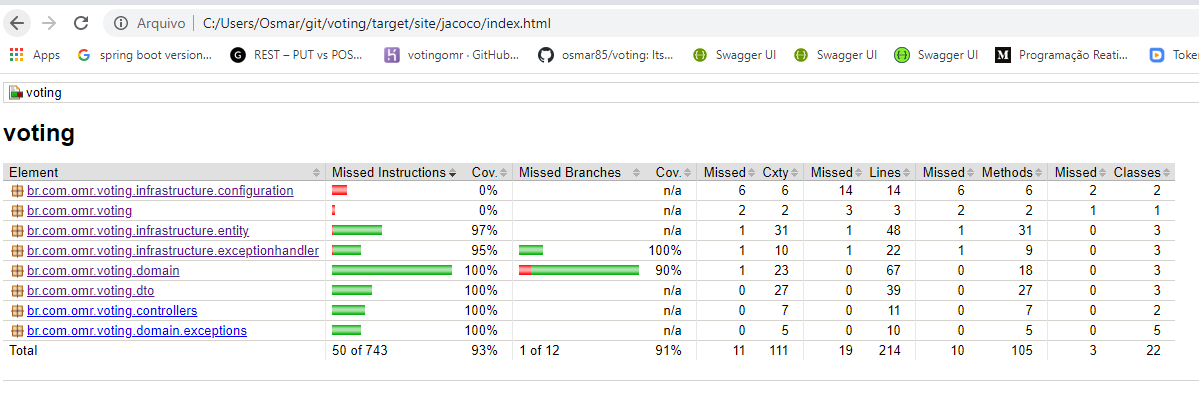 Arquivo | C:/Users/Osmar/git/voting/target/site/jacoco/index.html
Apps spring boot version... REST – PUT vs POS... votingomr · GitHub... osmar85/voting: Its... Swagger UI Swagger UI Swagger UI Programação Reati... Token
voting
voting
Element Missed Instructions Cov. Missed Branches Cov. Missed Cxty Missed Lines Missed Methods Missed Classes
br.com.omr.voting.infrastructure.configuration 0% n/a 6 6 14 14 6 6 2 2
br.com.omr.voting 0% n/a 2 2 3 3 2 2 1 1
br.com.omr.voting.infrastructure.entity 97% n/a 1 31 1 48 1 31 0 3
br.com.omr.voting.infrastructure.exceptionhandler 95% 100% 1 10 1 22 1 9 0 3
br.com.omr.voting.domain 100% 90% 1 23 0 67 0 18 0 3
br.com.omr.voting.dto 100% n/a 0 27 0 39 0 27 0 3
br.com.omr.voting.controllers 100% n/a 0 7 0 11 0 7 0 2
br.com.omr.voting.domain.exceptions 100% n/a 0 5 0 10 0 5 0 5
Total 50 of 743 93% 1 of 12 91% 11 111 19 214 10 105 3 22